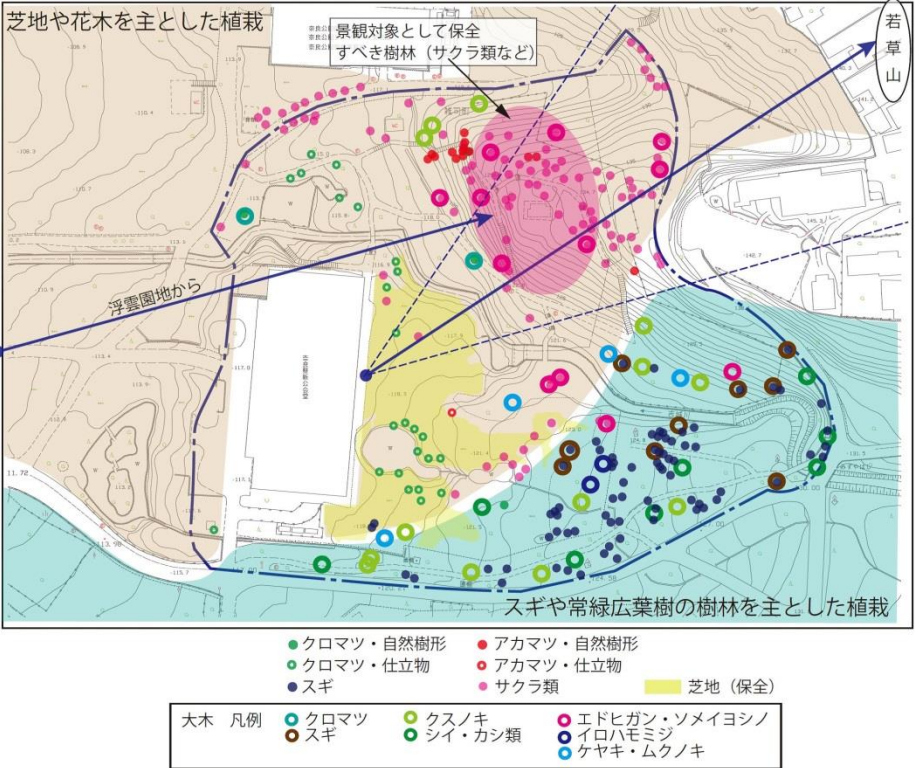 芝地や花木を主とした植栽
景観対象として保全
すべき樹林（サクラ類など）
若草山
浮雲園地から
スギや常緑広葉樹の樹林を主とした植栽
クロマツ・自然樹形
アカマツ・自然樹形
クロマツ・仕立物
アカマツ・仕立物
スギ
サクラ類
芝地（保全）
大木　凡例
クロマツ
クスノキ
エドヒガン・ソメイヨシノ
スギ
シイ・カシ類
イロハモミジ
ケヤキ・ムクノキ